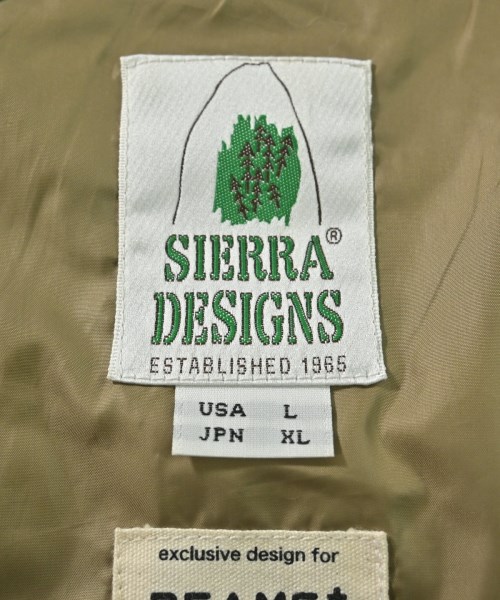 SIERRA®
DESIGNS
ESTABLISHED 1965
USA L
JPN XL
exclusive design for